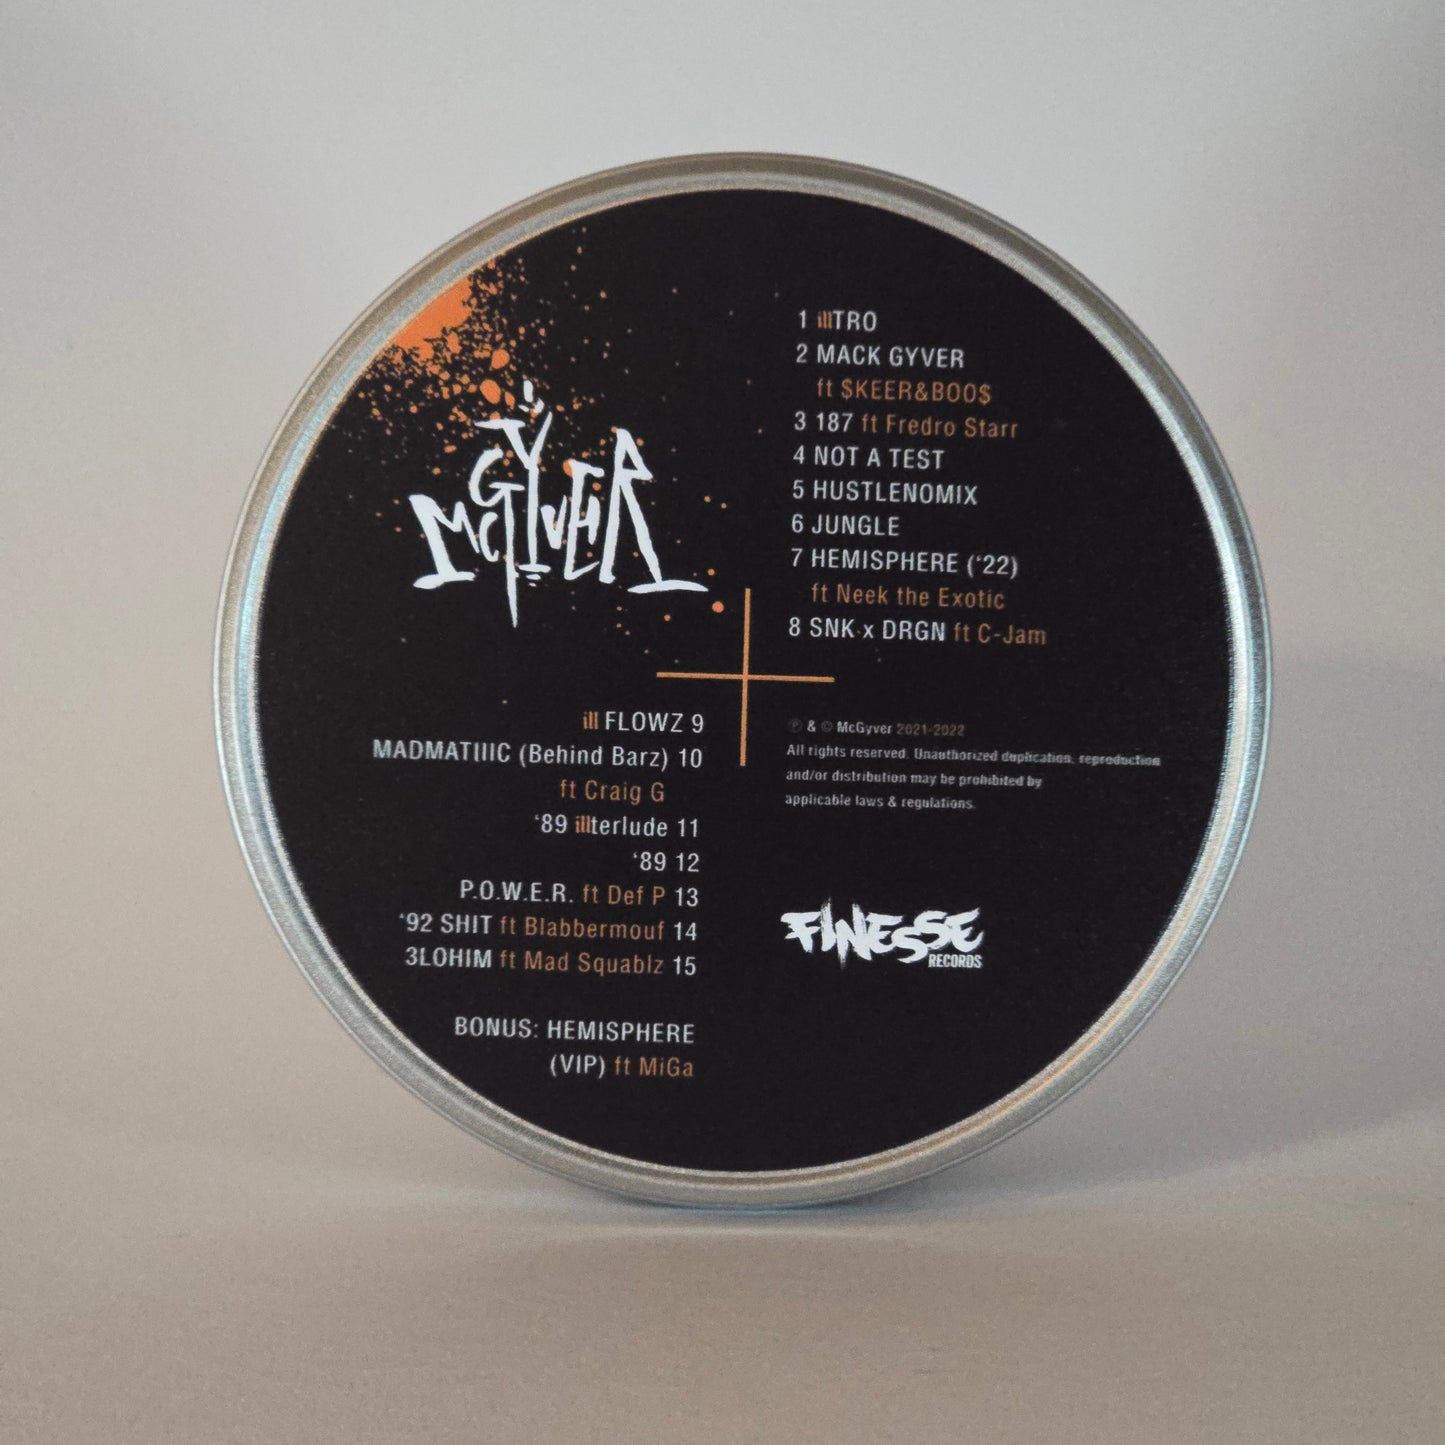 McGYVER
1 illTRO
2 MACK GYVER
ft $KEER&BOO$
3 187 ft Fredro Starr
4 NOT A TEST
5 HUSTLENOMIX
6 JUNGLE
7 HEMISPHERE (‘22)
ft Neek the Exotic
8 SNK x DRGN ft C-Jam
ill FLOWZ 9
MADMATIIIC (Behind Barz) 10
ft Craig G
‘89 illterlude 11
‘89 12
P.O.W.E.R. ft Def P 13
‘92 SHIT ft Blabbermouf 14
3LOHIM ft Mad Squablz 15
BONUS: HEMISPHERE
(VIP) ft MiGa
℗ & © McGyver 2021-2022
All rights reserved. Unauthorized duplication, reproduction
and/or distribution may be prohibited by
applicable laws & regulations.
FINESSE
RECORDS